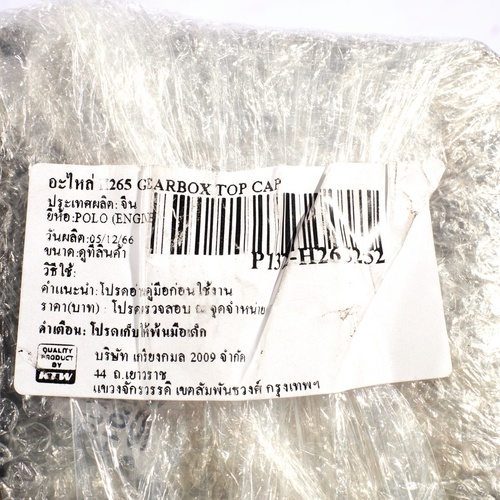 อะไหล่ H265 GEARBOX TOP CAP
ประเทศผลิต: จีน
ยี่ห้อ:POLO (ENGINE
วันผลิต:05/12/66
ขนาด:ดูที่สินค้า
วิธีใช้:
คำแนะนำ: โปรดอ่านคู่มือก่อนใช้งาน
ราคา(บาท) : โปรดตรวจสอบ ณ จุดจำหน่าย
คำเตือน: โปรดเก็บให้พ้นมือเด็ก
QUALITY
PRODUCT
BY
KTW
บริษัท เกรียงกมล 2009 จำกัด
44 ถ.เยาวราช
แขวงจักรวรรดิ เขตสัมพันธวงศ์ กรุงเทพฯ